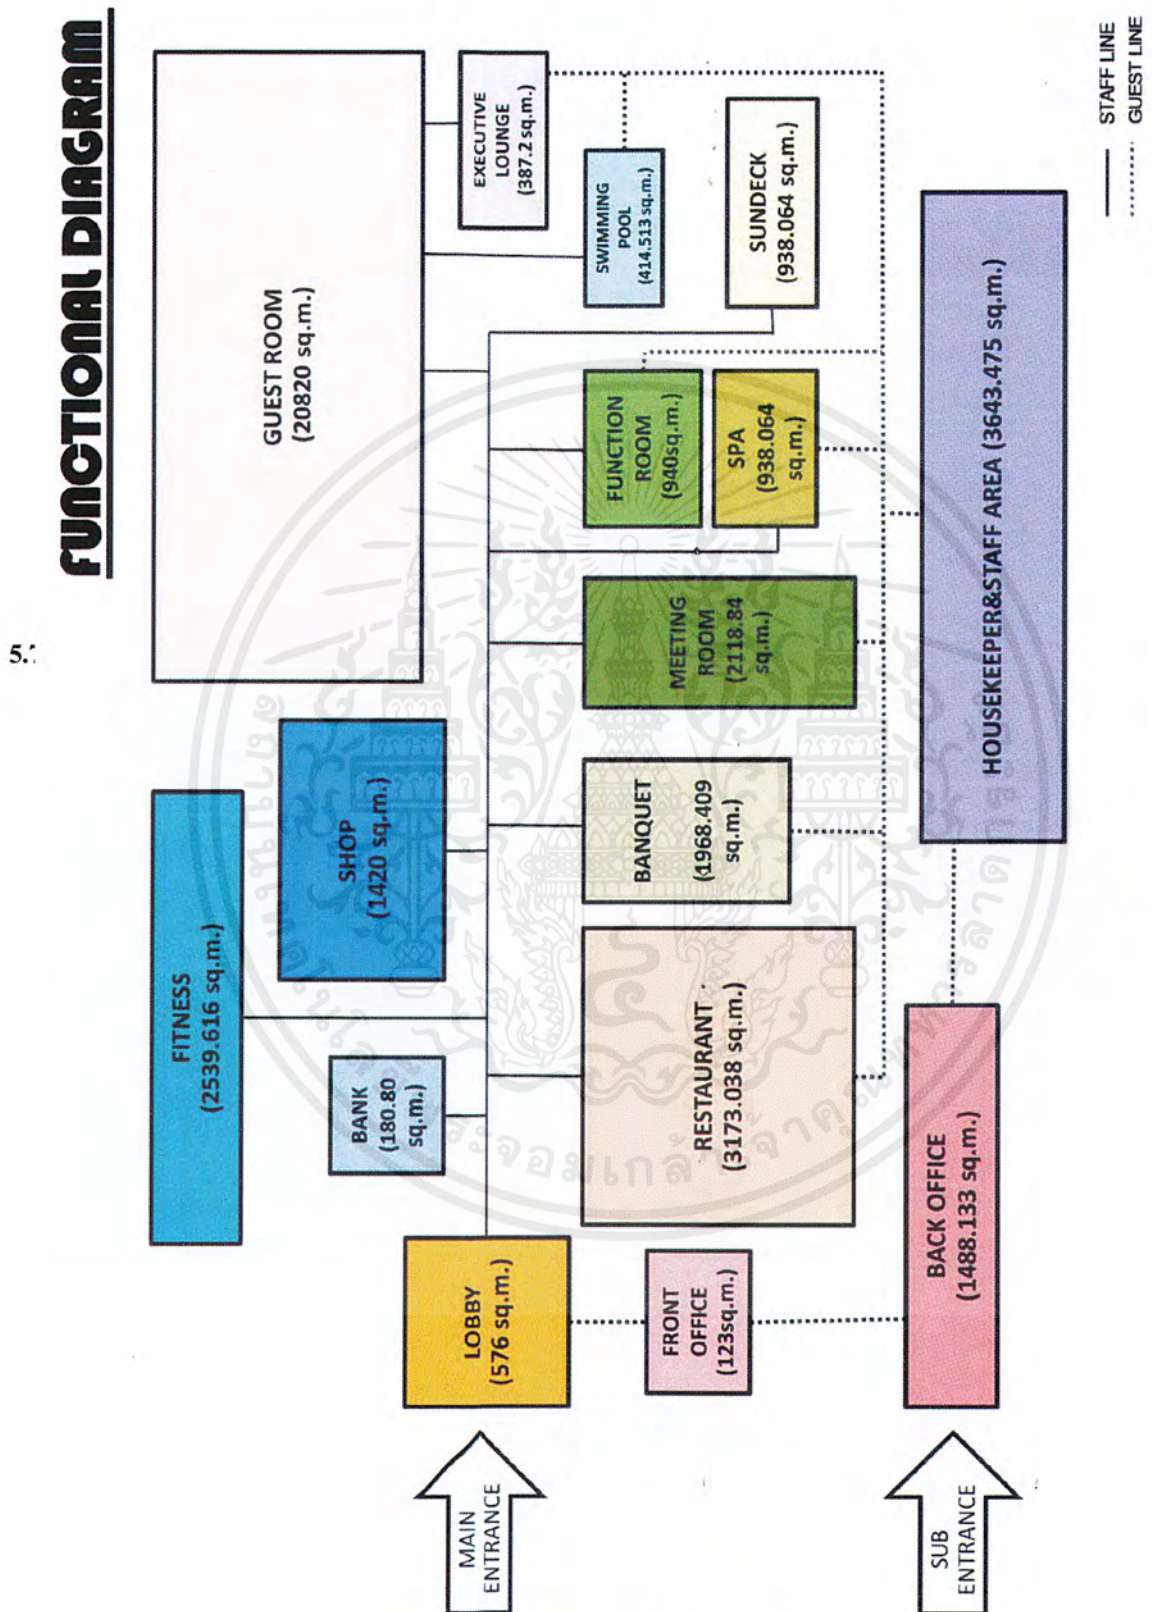 5.
FUNCTIONAL DIAGRAM
GUEST ROOM
(20820 sq.m.)
FITNESS
(2539.616 sq.m.)
SHOP
(1420 sq.m.)
BANK
(180.80
sq.m.)
LOBBY
(576 sq.m.)
MAIN
ENTRANCE
EXECUTIVE
LOUNGE
(387.2 sq.m.)
SWIMMING
POOL
(414.513 sq.m.)
SUNDECK
(938.064 sq.m.)
FUNCTION
ROOM
(940sq.m.)
SPA
(938.064
sq.m.)
MEETING
ROOM
(2118.84
sq.m.)
BANQUET
(1968.409
sq.m.)
RESTAURANT
(3173.038 sq.m.)
FRONT
OFFICE
(123sq.m.)
BACK OFFICE
(1488.133 sq.m.)
HOUSEKEEPER&STAFF AREA (3643.475 sq.m.)
SUB
ENTRANCE
STAFF LINE
GUEST LINE